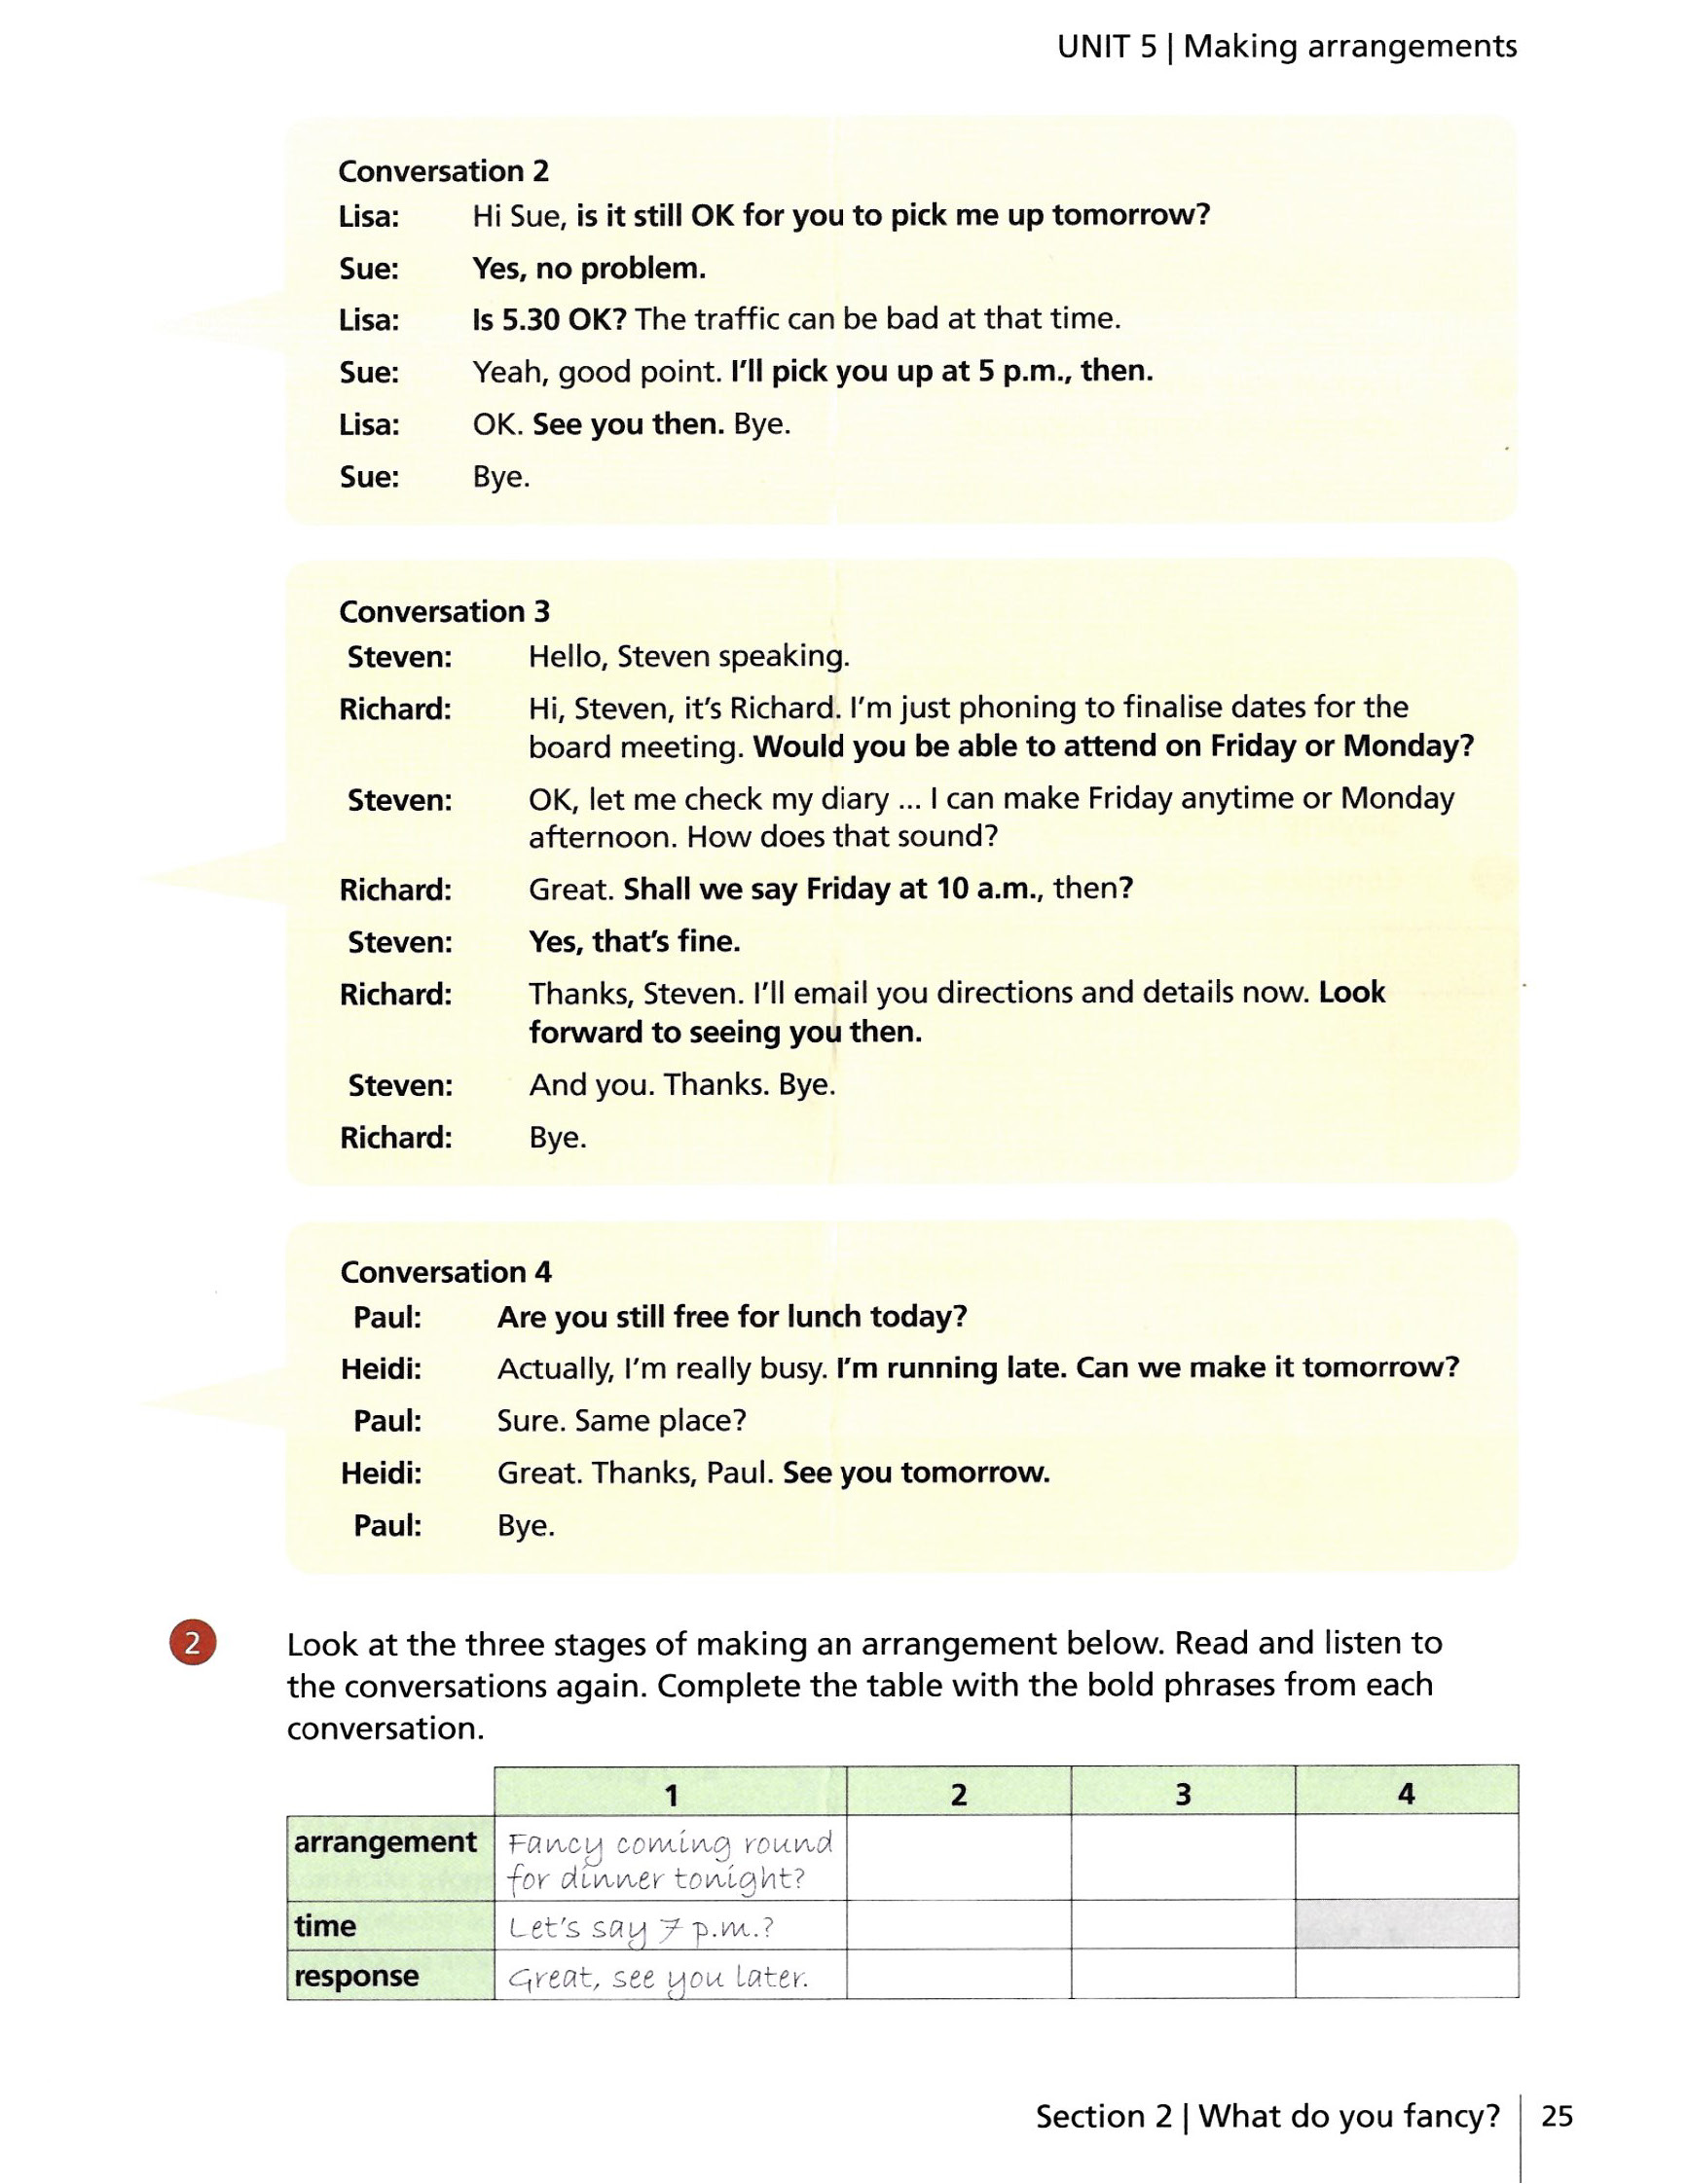 UNIT 5 | Making arrangements
Conversation 2
Lisa: Hi Sue, is it still OK for you to pick me up tomorrow?
Sue: Yes, no problem.
Lisa: Is 5.30 OK? The traffic can be bad at that time.
Sue: Yeah, good point. I'll pick you up at 5 p.m., then.
Lisa: OK. See you then. Bye.
Sue: Bye.
Conversation 3
Steven: Hello, Steven speaking.
Richard: Hi, Steven, it's Richard. I'm just phoning to finalise dates for the
board meeting. Would you be able to attend on Friday or Monday?
Steven: OK, let me check my diary ... I can make Friday anytime or Monday
afternoon. How does that sound?
Richard: Great. Shall we say Friday at 10 a.m., then?
Steven: Yes, that's fine.
Richard: Thanks, Steven. I'll email you directions and details now. Look
forward to seeing you then.
Steven: And you. Thanks. Bye.
Richard: Bye.
Conversation 4
Paul: Are you still free for lunch today?
Heidi: Actually, I'm really busy. I'm running late. Can we make it tomorrow?
Paul: Sure. Same place?
Heidi: Great. Thanks, Paul. See you tomorrow.
Paul: Bye.
2 Look at the three stages of making an arrangement below. Read and listen to
the conversations again. Complete the table with the bold phrases from each
conversation.
1 2 3 4
arrangement Fancy coming round
for dinner tonight?
time Let's say 7 p.m.?
response Great, see you later.
Section 2 | What do you fancy? 25